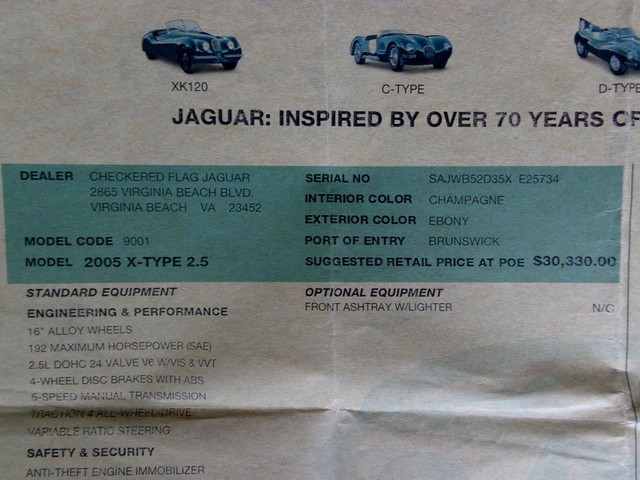 XK120 C-TYPE D-TYPE
JAGUAR: INSPIRED BY OVER 70 YEARS OF
DEALER CHECKERED FLAG JAGUAR
2865 VIRGINIA BEACH BLVD.
VIRGINIA BEACH VA 23452
MODEL CODE 9001
MODEL 2005 X-TYPE 2.5
SERIAL NO SAJWB52D35X E25734
INTERIOR COLOR CHAMPAGNE
EXTERIOR COLOR EBONY
PORT OF ENTRY BRUNSWICK
SUGGESTED RETAIL PRICE AT POE $30,330.00
STANDARD EQUIPMENT
ENGINEERING & PERFORMANCE
16" ALLOY WHEELS
192 MAXIMUM HORSEPOWER (SAE)
2.5L DOHC 24 VALVE V6 W/VIS & VVT
4-WHEEL DISC BRAKES WITH ABS
5-SPEED MANUAL TRANSMISSION
TRACTION 4 ALL-WHEEL-DRIVE
VARIABLE RATIO STEERING
SAFETY & SECURITY
ANTI-THEFT ENGINE IMMOBILIZER
OPTIONAL EQUIPMENT
FRONT ASHTRAY W/LIGHTER N/C